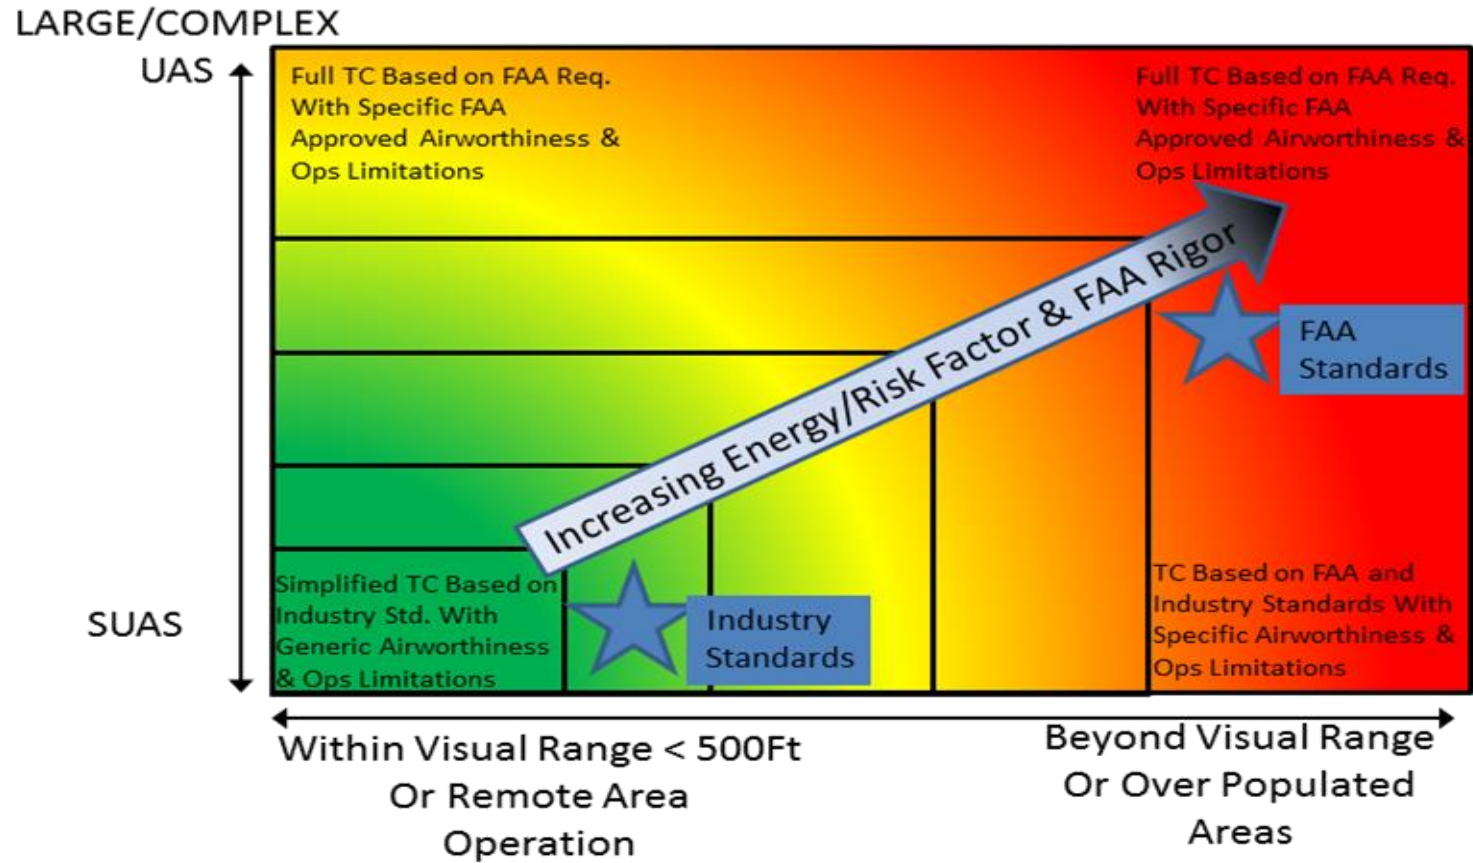 LARGE/COMPLEX
UAS
Full TC Based on FAA Req.
With Specific FAA
Approved Airworthiness &
Ops Limitations
Full TC Based on FAA Req.
With Specific FAA
Approved Airworthiness &
Ops Limitations
Increasing Energy/Risk Factor & FAA Rigor
FAA
Standards
SUAS
Simplified TC Based on
Industry Std. With
Generic Airworthiness
& Ops Limitations
Industry
Standards
TC Based on FAA and
Industry Standards With
Specific Airworthiness &
Ops Limitations
Within Visual Range < 500Ft
Or Remote Area
Operation
Beyond Visual Range
Or Over Populated
Areas